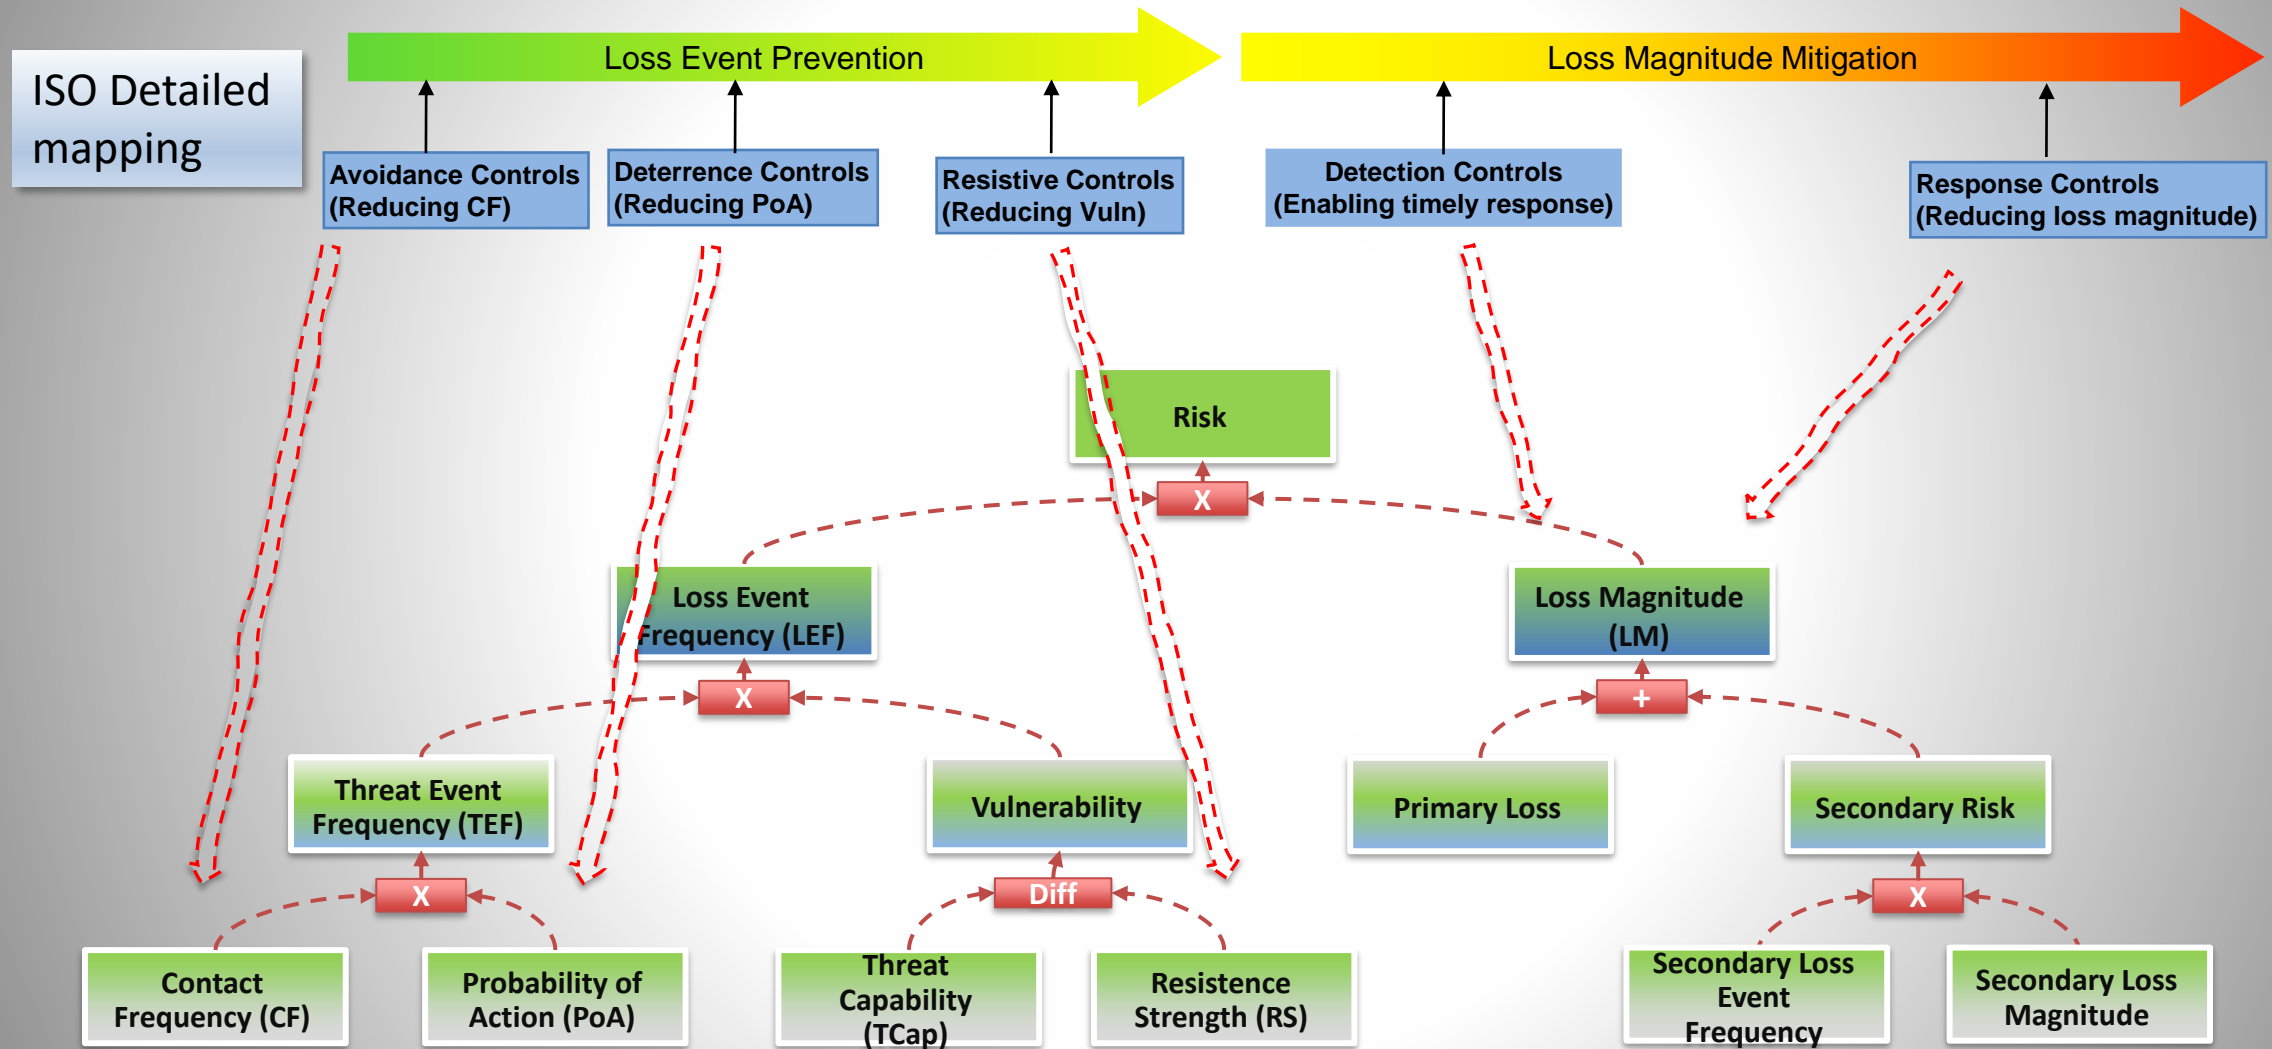 Loss Event Prevention
Loss Magnitude Mitigation
ISO Detailed
mapping
Avoidance Controls
(Reducing CF)
Deterrence Controls
(Reducing PoA)
Resistive Controls
(Reducing Vuln)
Detection Controls
(Enabling timely response)
Response Controls
(Reducing loss magnitude)
Risk
X
Loss Event
Frequency (LEF)
Loss Magnitude
(LM)
X
+
Threat Event
Frequency (TEF)
Vulnerability
Primary Loss
Secondary Risk
X
Diff
X
Contact
Frequency (CF)
Probability of
Action (PoA)
Threat
Capability
(TCap)
Resistence
Strength (RS)
Secondary Loss
Event
Frequency
Secondary Loss
Magnitude